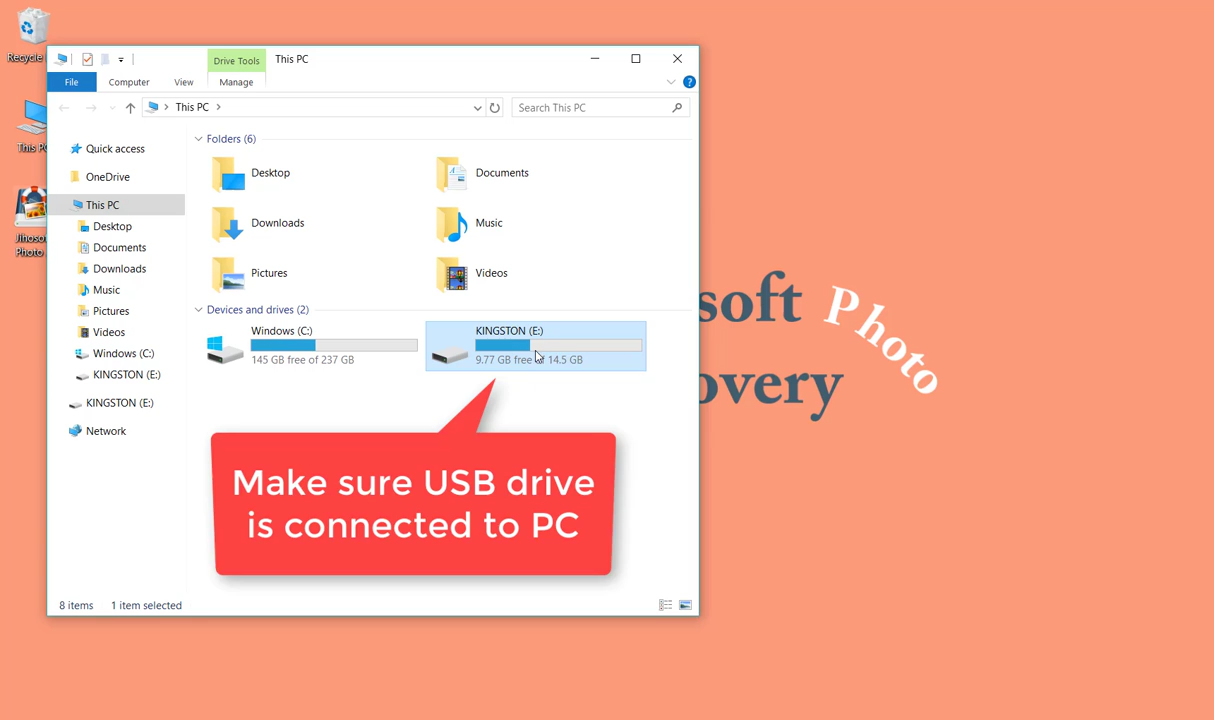 Recycle
Drive Tools
This PC
File
Computer
View
Manage
This PC
Search This PC
Quick access
OneDrive
This PC
Desktop
Documents
Downloads
Music
Pictures
Videos
Windows (C:)
KINGSTON (E:)
KINGSTON (E:)
Network
Folders (6)
Desktop
Documents
Downloads
Music
Pictures
Videos
Devices and drives (2)
Windows (C:)
145 GB free of 237 GB
KINGSTON (E:)
9.77 GB free of 14.5 GB
Make sure USB drive
is connected to PC
8 items
1 item selected
This PC
Jihosoft
Photo
soft Photo
overy